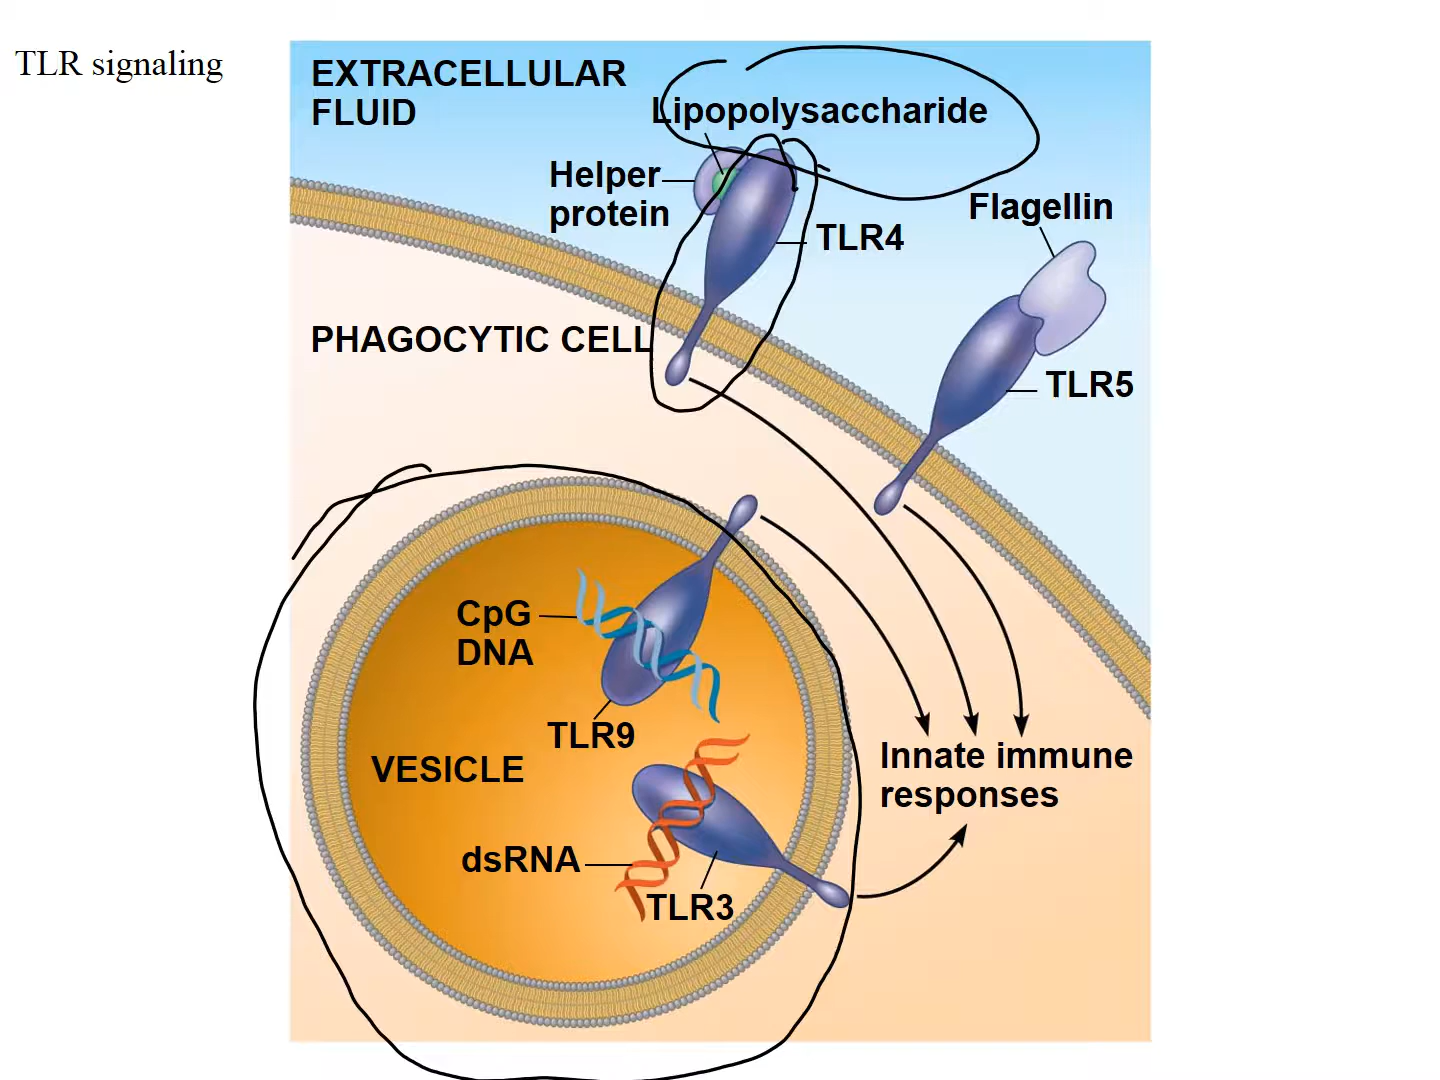 TLR signaling
EXTRACELLULAR
FLUID
Lipopolysaccharide
Helper
protein
TLR4
Flagellin
PHAGOCYTIC CELL
TLR5
CpG
DNA
TLR9
VESICLE
Innate immune
responses
dsRNA
TLR3